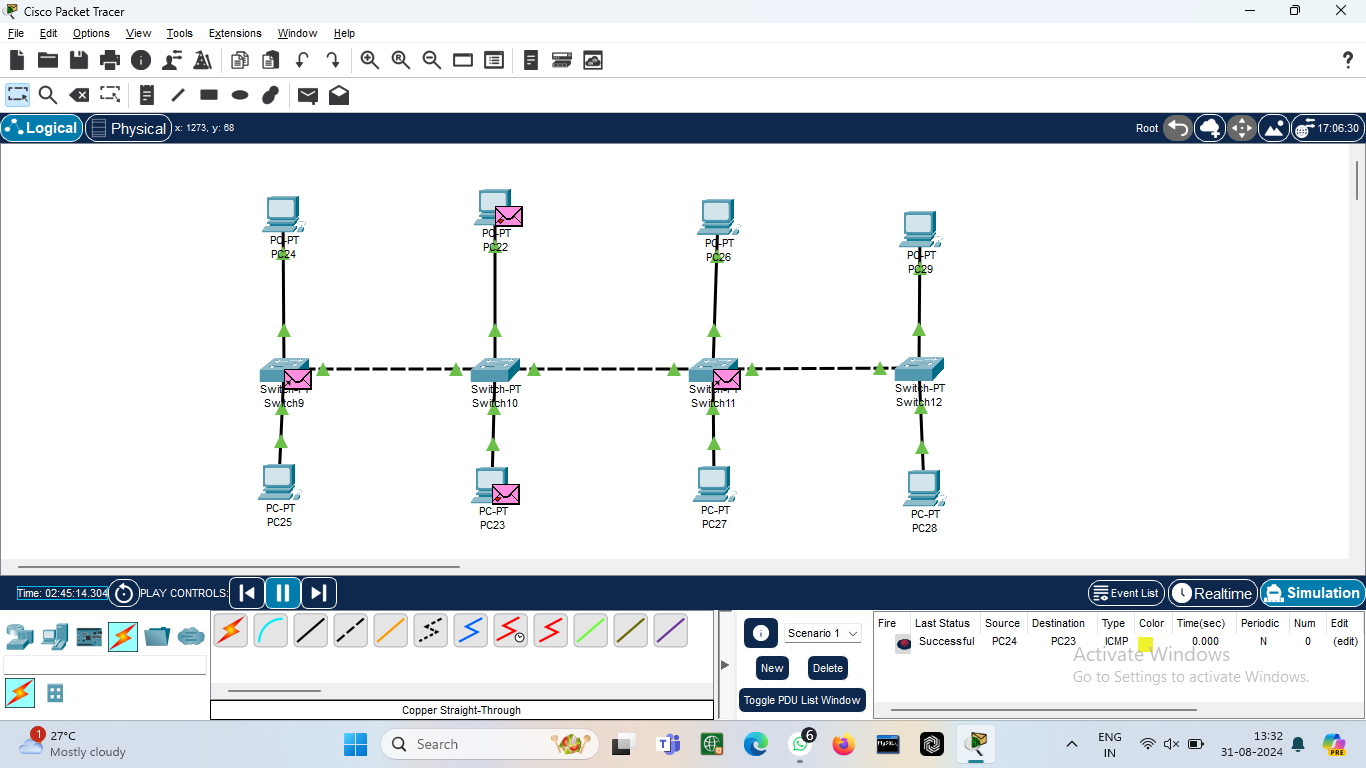 Cisco Packet Tracer
File Edit Options View Tools Extensions Window Help
Logical Physical x: 1273, y: 68 Root 17:06:30
PC-PT
PC24
PC-PT
PC22
PC-PT
PC26
PC-PT
PC29
Switch-PT
Switch9
Switch-PT
Switch10
Switch-PT
Switch11
Switch-PT
Switch12
PC-PT
PC25
PC-PT
PC23
PC-PT
PC27
PC-PT
PC28
Time: 02:45:14.304 PLAY CONTROLS: Event List Realtime Simulation
Scenario 1
New Delete
Toggle PDU List Window
Fire Last Status Source Destination Type Color Time(sec) Periodic Num Edit
Successful PC24 PC23 ICMP 0.000 N 0 (edit)
Activate Windows
Go to Settings to activate Windows.
Copper Straight-Through
1
27°C
Mostly cloudy
Search
6
MySQL
ENG
IN
13:32
31-08-2024
PRE